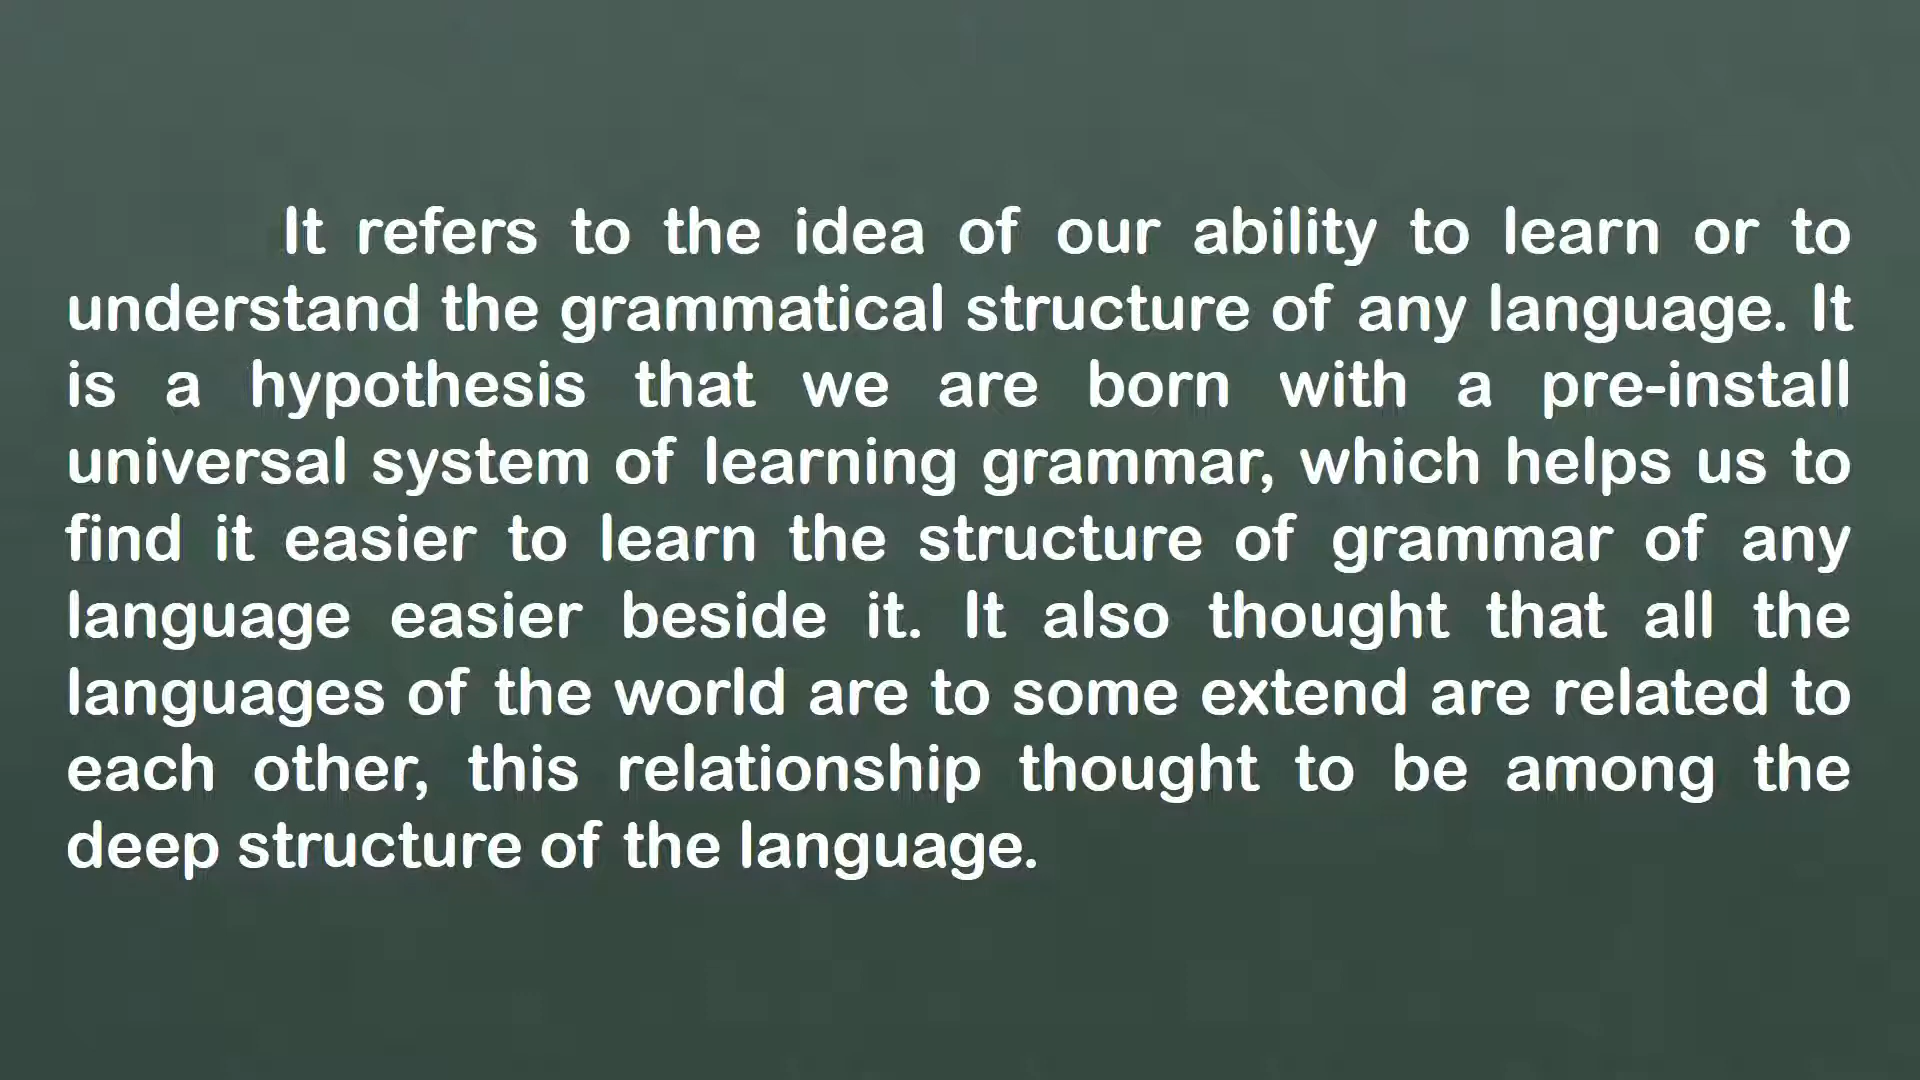 It refers to the idea of our ability to learn or to
understand the grammatical structure of any language. It
is a hypothesis that we are born with a pre-install
universal system of learning grammar, which helps us to
find it easier to learn the structure of grammar of any
language easier beside it. It also thought that all the
languages of the world are to some extend are related to
each other, this relationship thought to be among the
deep structure of the language.